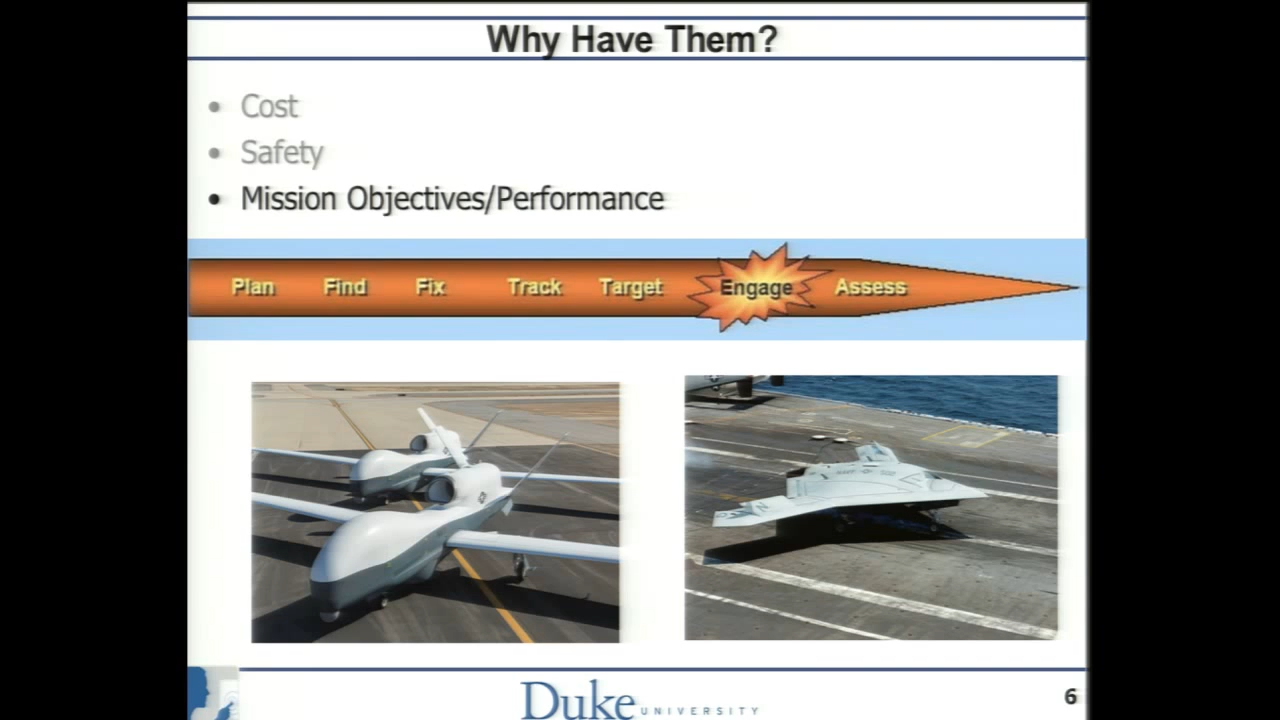 Why Have Them?
• Cost
• Safety
• Mission Objectives/Performance
Plan Find Fix Track Target Engage Assess
Duke UNIVERSITY
6